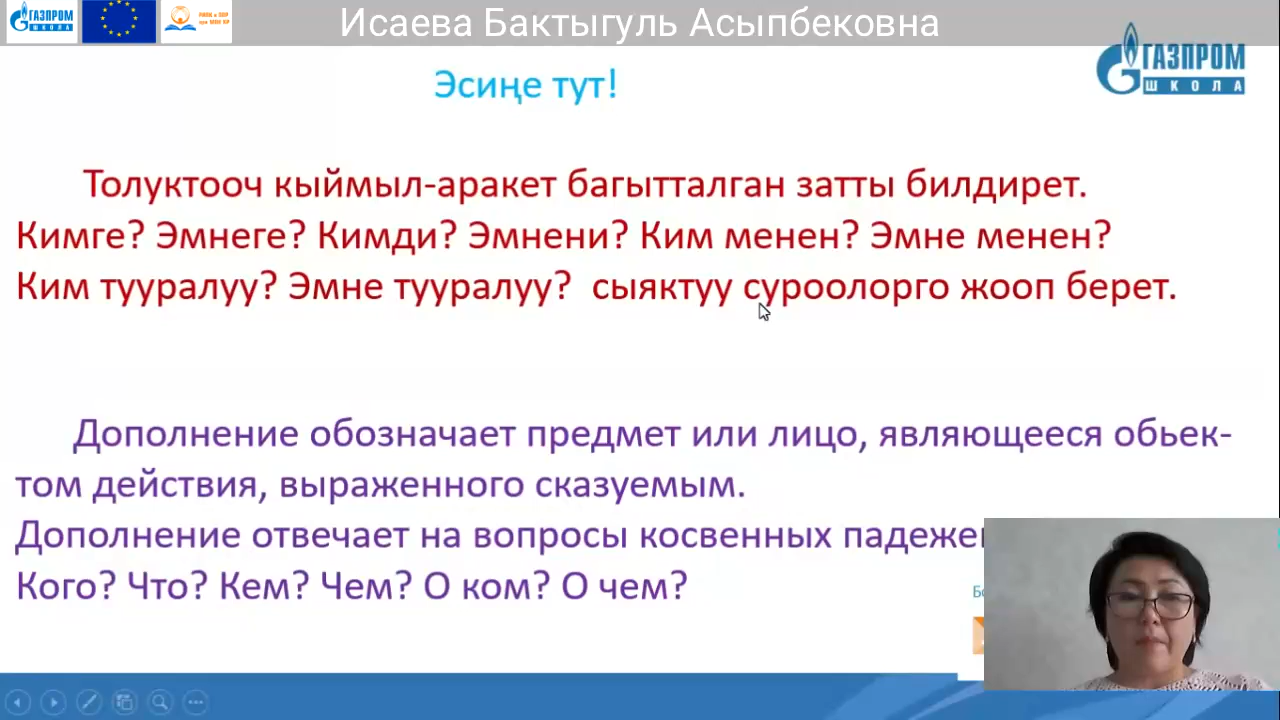 ГАЗПРОМ
ШКОЛА
Исаева Бактыгуль Асыпбековна
ГАЗПРОМ
ШКОЛА
Эсиңе тут!
Толуктооч кыймыл-аракет багытталган затты билдирет.
Кимге? Эмнеге? Кимди? Эмнени? Ким менен? Эмне менен?
Ким тууралуу? Эмне тууралуу? сыяктуу суроолорго жооп берет.
Дополнение обозначает предмет или лицо, являющееся обьек-
том действия, выраженного сказуемым.
Дополнение отвечает на вопросы косвенных
Кого? Что? Кем? Чем? О ком? О чем?